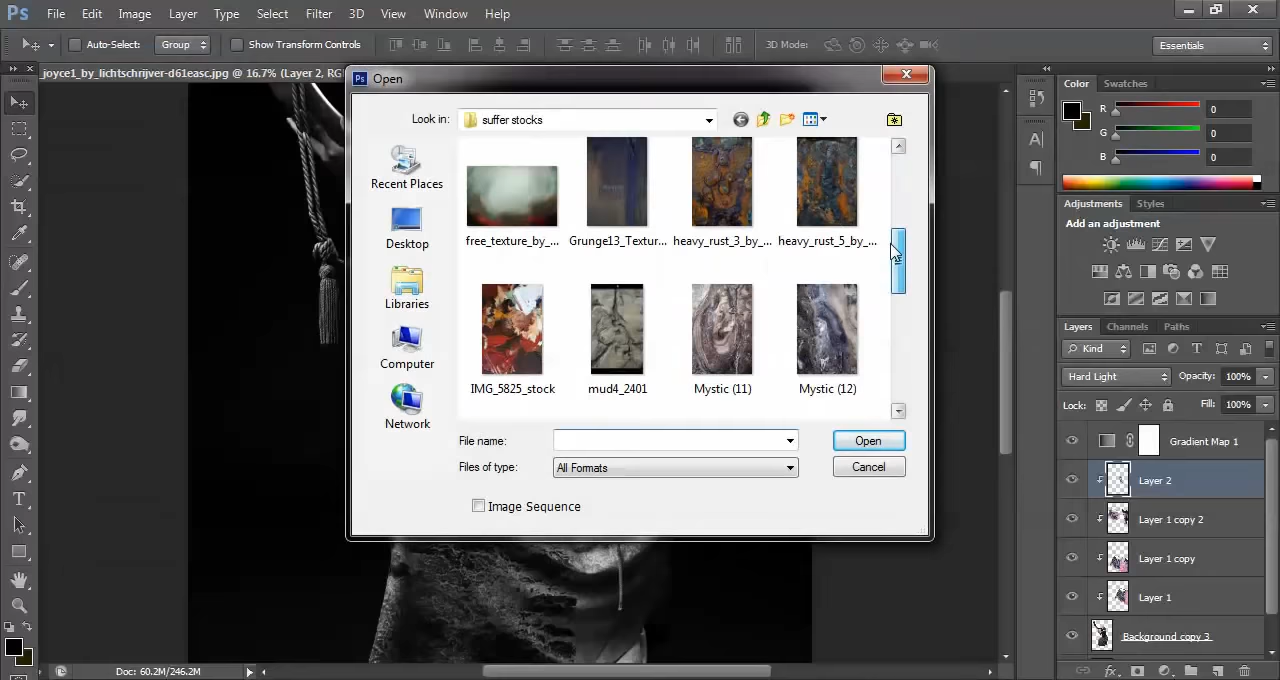 Ps File Edit Image Layer Type Select Filter 3D View Window Help
Auto-Select: Group Show Transform Controls 3D Mode: Essentials
joyce1_by_lichtschrijver-d61easc.jpg @ 16.7% (Layer 2, RG
Ps Open
Look in: suffer stocks
Recent Places
Desktop
Libraries
Computer
Network
free_texture_by_... Grunge13_Textur... heavy_rust_3_by_... heavy_rust_5_by_...
IMG_5825_stock mud4_2401 Mystic (11) Mystic (12)
File name: Open
Files of type: All Formats Cancel
Image Sequence
Color Swatches
R 0
G 0
B 0
Adjustments Styles
Add an adjustment
Layers Channels Paths
Kind
Hard Light Opacity: 100%
Lock: Fill: 100%
Gradient Map 1
Layer 2
Layer 1 copy 2
Layer 1 copy
Layer 1
Background copy 3
Doc: 60.2M/246.2M